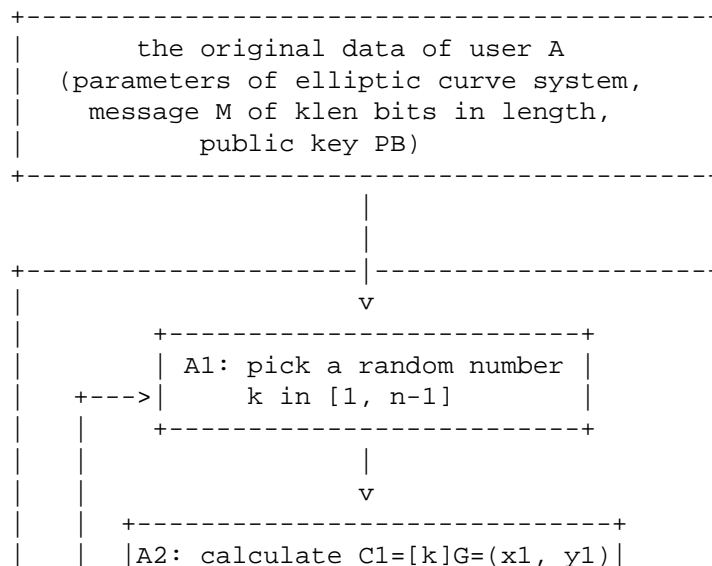 the original data of user A
(parameters of elliptic curve system,
message M of klen bits in length,
public key PB)
v
A1: pick a random number
k in [1, n-1]
v
A2: calculate C1=[k]G=(x1, y1)